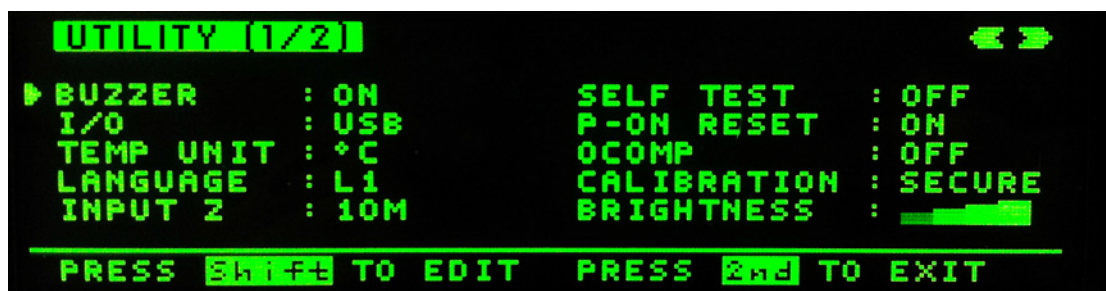 UTILITY (1/2)
BUZZER : ON
I/O : USB
TEMP UNIT : °C
LANGUAGE : L1
INPUT Z : 10M
SELF TEST : OFF
P-ON RESET : ON
OCOMP : OFF
CALIBRATION : SECURE
BRIGHTNESS :
PRESS Shift TO EDIT PRESS 2nd TO EXIT